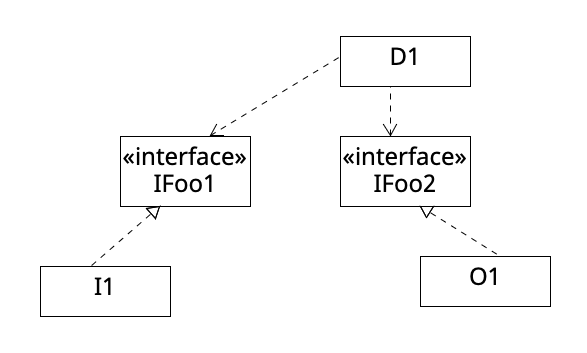 D1
«interface»
IFoo1
«interface»
IFoo2
I1
O1